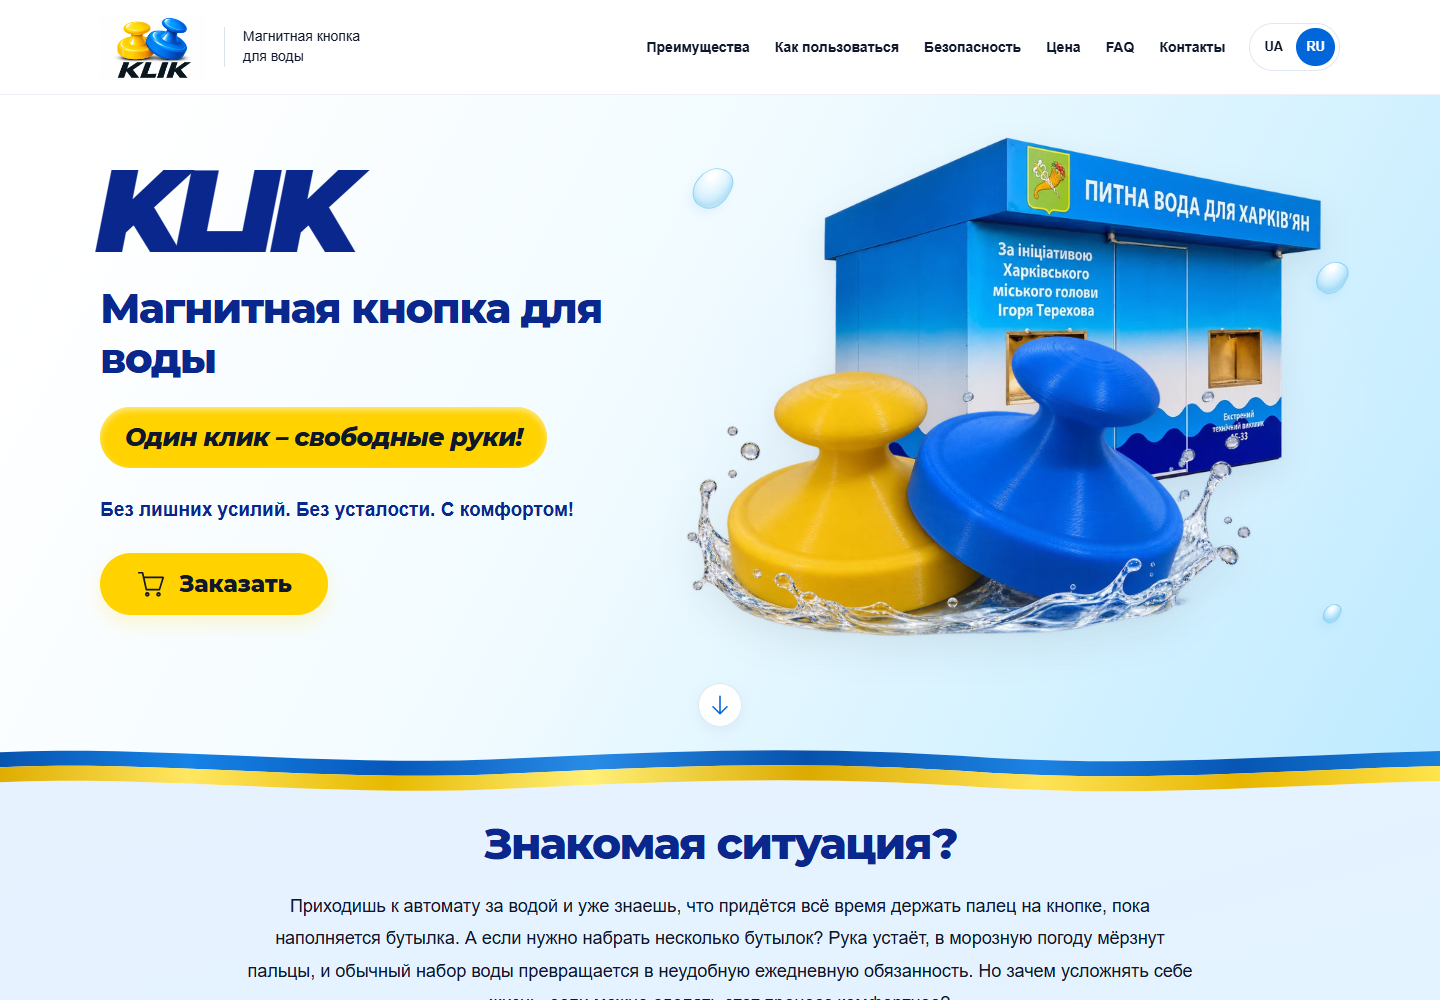 KLIK
Магнитная кнопка
для воды
Преимущества
Как пользоваться
Безопасность
Цена
FAQ
Контакты
UA
RU
KLIK
Магнитная кнопка для
воды
Один клик – свободные руки!
Без лишних усилий. Без усталости. С комфортом!
Заказать
ПИТНА ВОДА ДЛЯ ХАРКІВ'ЯН
За ініціативою
Харківського
міського голови
Ігоря Терехова
Екстрений
технічний виклик
Знакомая ситуация?
Приходишь к автомату за водой и уже знаешь, что придётся всё время держать палец на кнопке, пока
наполняется бутылка. А если нужно набрать несколько бутылок? Рука устаёт, в морозную погоду мёрзнут
пальцы, и обычный набор воды превращается в неудобную ежедневную обязанность. Но зачем усложнять себе